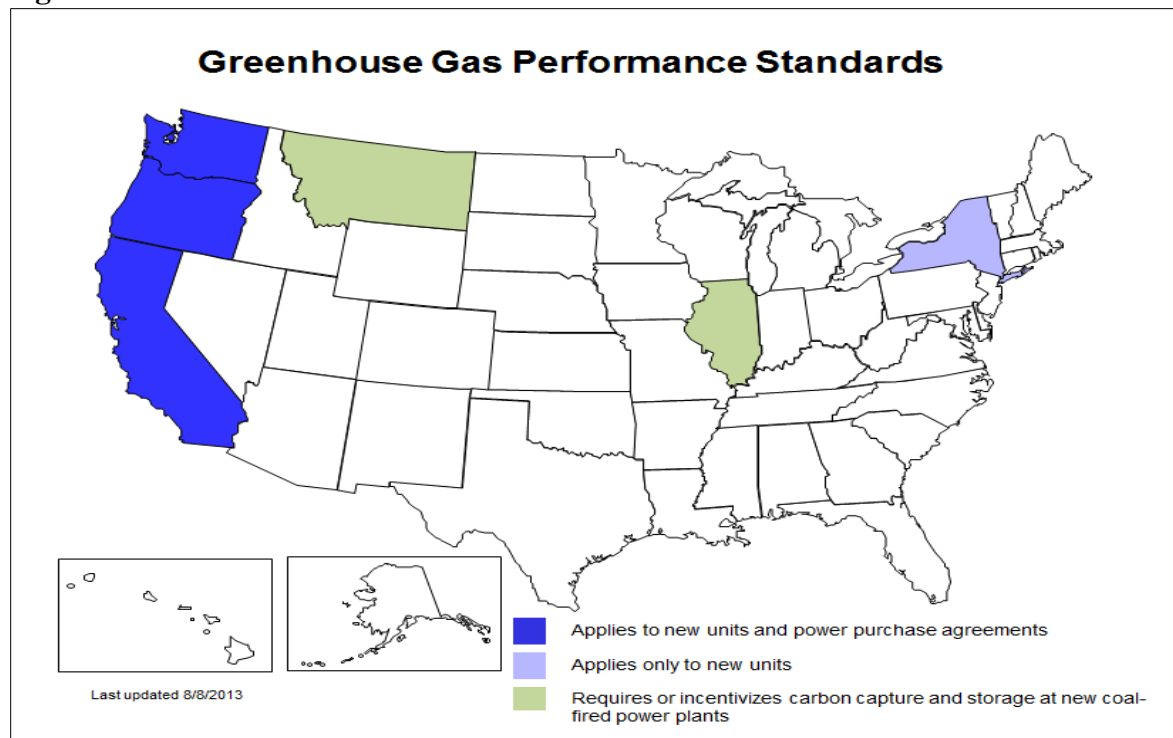 Greenhouse Gas Performance Standards
Applies to new units and power purchase agreements
Applies only to new units
Last updated 8/8/2013
Requires or incentivizes carbon capture and storage at new coal-
fired power plants